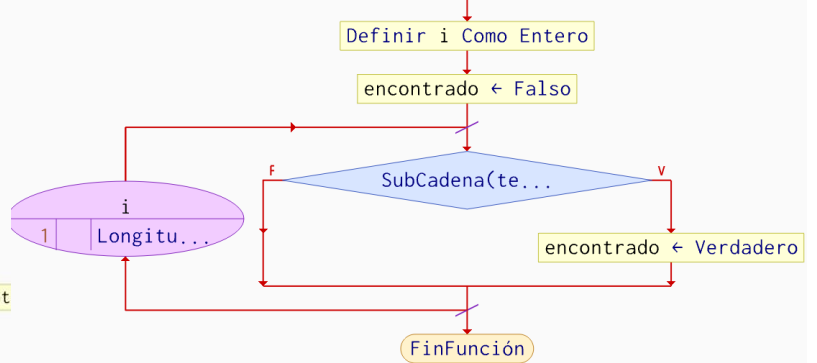 Definir i Como Entero
encontrado ← Falso
F
V
SubCadena(te...
i
1 Longitu...
encontrado ← Verdadero
t
FinFunción